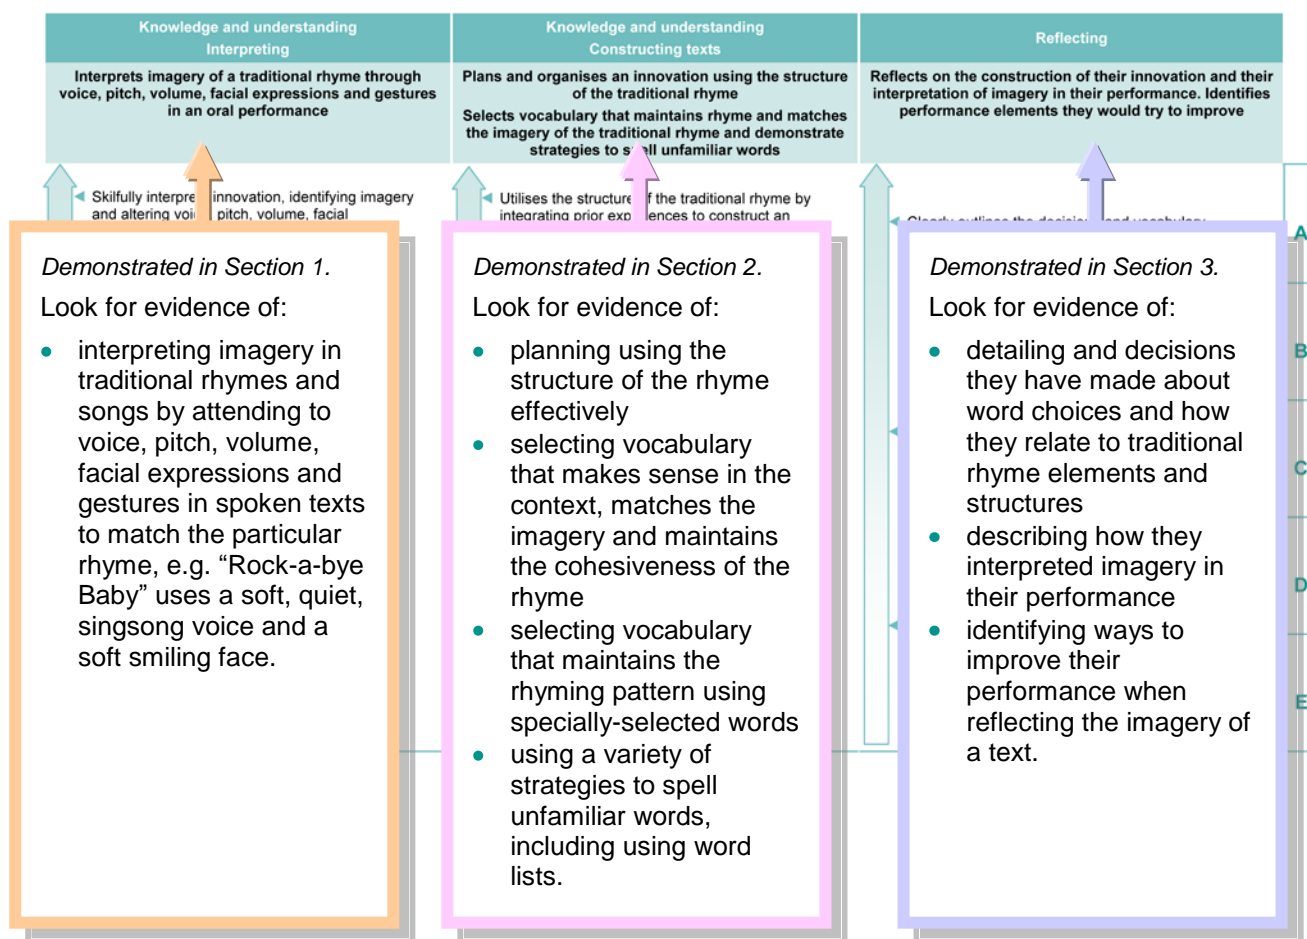 Knowledge and understanding
Interpreting
Knowledge and understanding
Constructing texts
Reflecting
Interprets imagery of a traditional rhyme through
voice, pitch, volume, facial expressions and gestures
in an oral performance
Plans and organises an innovation using the structure
of the traditional rhyme
Selects vocabulary that maintains rhyme and matches
the imagery of the traditional rhyme and demonstrate
strategies to spell unfamiliar words
Reflects on the construction of their innovation and their
interpretation of imagery in their performance. Identifies
performance elements they would try to improve
Skilfully interpret innovation, identifying imagery
and altering voice, pitch, volume, facial
Utilises the structure of the traditional rhyme by
integrating prior experiences to construct an
Clearly outlines the decisions and vocabulary
Demonstrated in Section 1.
Look for evidence of:
• interpreting imagery in
traditional rhymes and
songs by attending to
voice, pitch, volume,
facial expressions and
gestures in spoken texts
to match the particular
rhyme, e.g. “Rock-a-bye
Baby” uses a soft, quiet,
singsong voice and a
soft smiling face.
Demonstrated in Section 2.
Look for evidence of:
• planning using the
structure of the rhyme
effectively
• selecting vocabulary
that makes sense in the
context, matches the
imagery and maintains
the cohesiveness of the
rhyme
• selecting vocabulary
that maintains the
rhyming pattern using
specially-selected words
• using a variety of
strategies to spell
unfamiliar words,
including using word
lists.
Demonstrated in Section 3.
Look for evidence of:
• detailing and decisions
they have made about
word choices and how
they relate to traditional
rhyme elements and
structures
• describing how they
interpreted imagery in
their performance
• identifying ways to
improve their
performance when
reflecting the imagery of
a text.
A
B
C
D
E